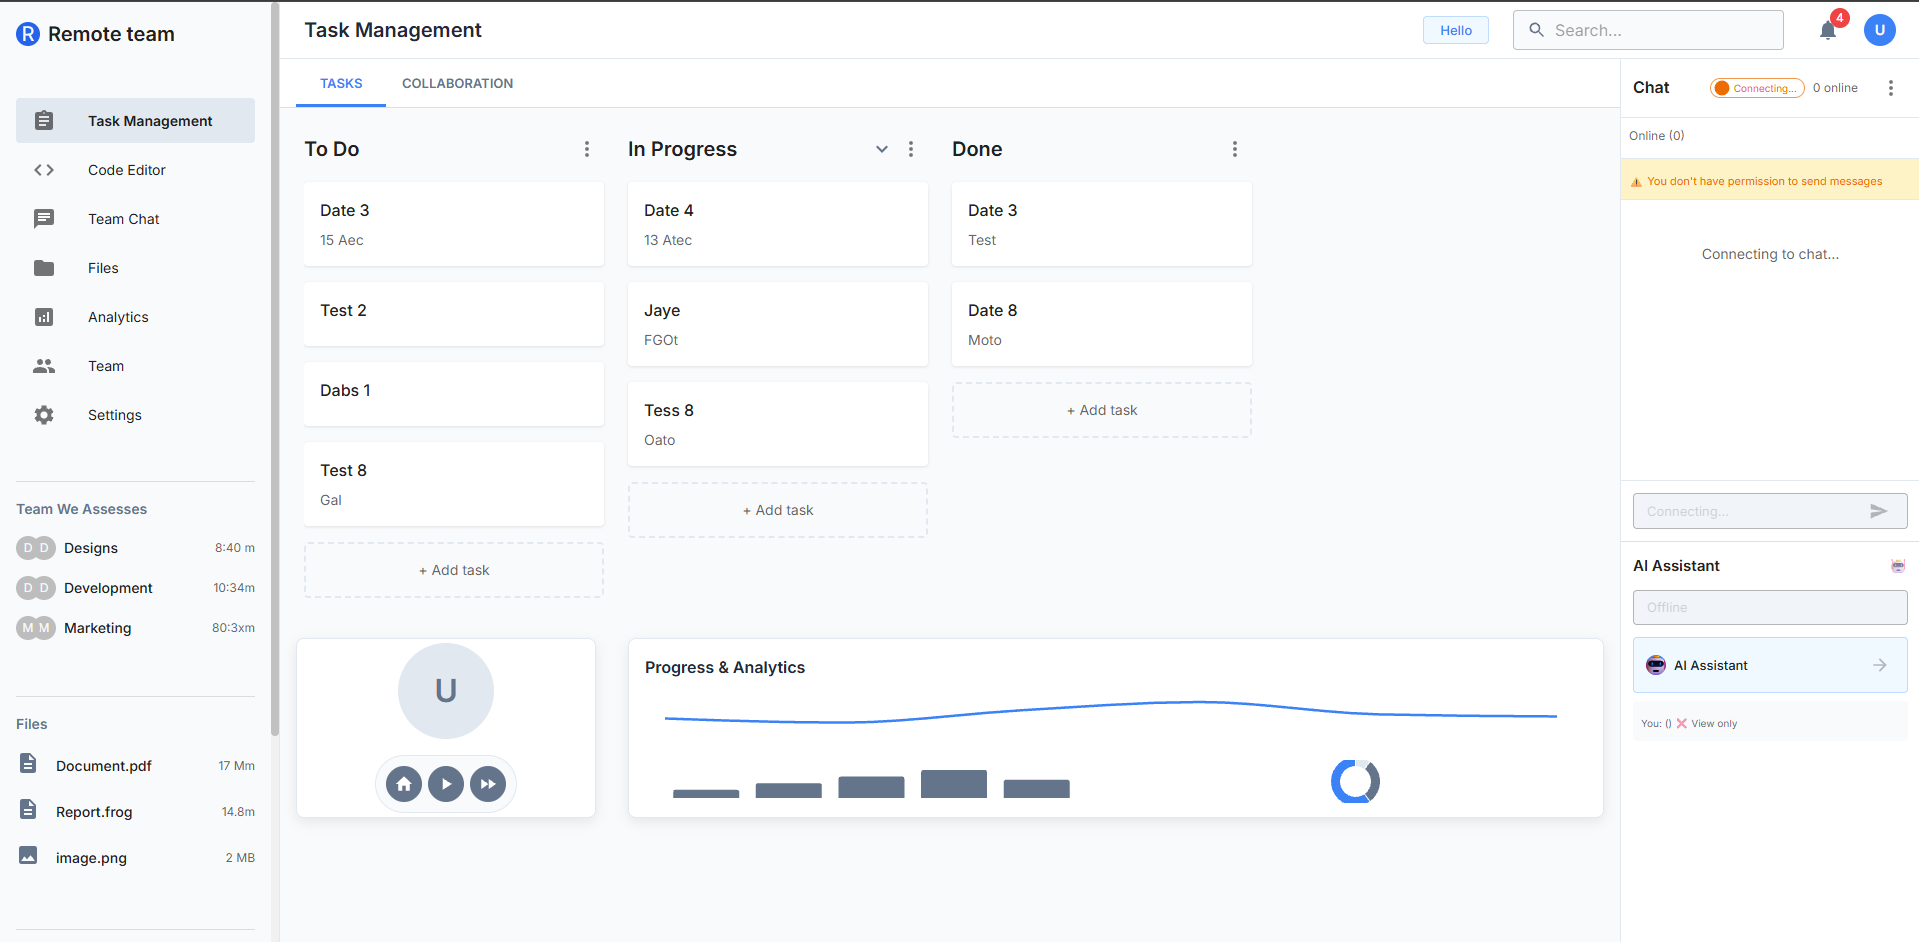 R Remote team
Task Management
Code Editor
Team Chat
Files
Analytics
Team
Settings
Team We Assesses
D D Designs 8:40 m
D D Development 10:34m
M M Marketing 80:3xm
Files
Document.pdf 17 Mm
Report.frog 14.8m
image.png 2 MB
Task Management
Hello
Search...
4
U
TASKS COLLABORATION
To Do
Date 3
15 Aec
Test 2
Dabs 1
Test 8
Gal
+ Add task
In Progress
Date 4
13 Atec
Jaye
FGOt
Tess 8
Oato
+ Add task
Done
Date 3
Test
Date 8
Moto
+ Add task
U
Progress & Analytics
Chat Connecting... 0 online
Online (0)
You don't have permission to send messages
Connecting to chat...
Connecting...
AI Assistant
Offline
AI Assistant
You: () ❌ View only